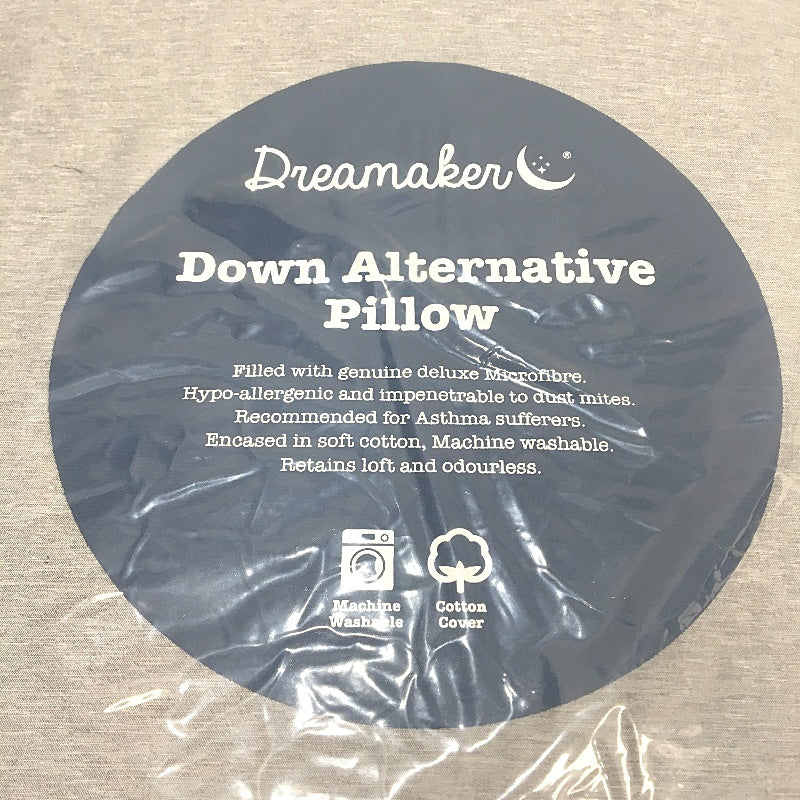 Dreamaker®
Down Alternative
Pillow
Filled with genuine deluxe Microfibre.
Hypo-allergenic and impenetrable to dust mites.
Recommended for Asthma sufferers.
Encased in soft cotton, Machine washable.
Retains loft and odourless.
Machine Cotton
Washable Cover